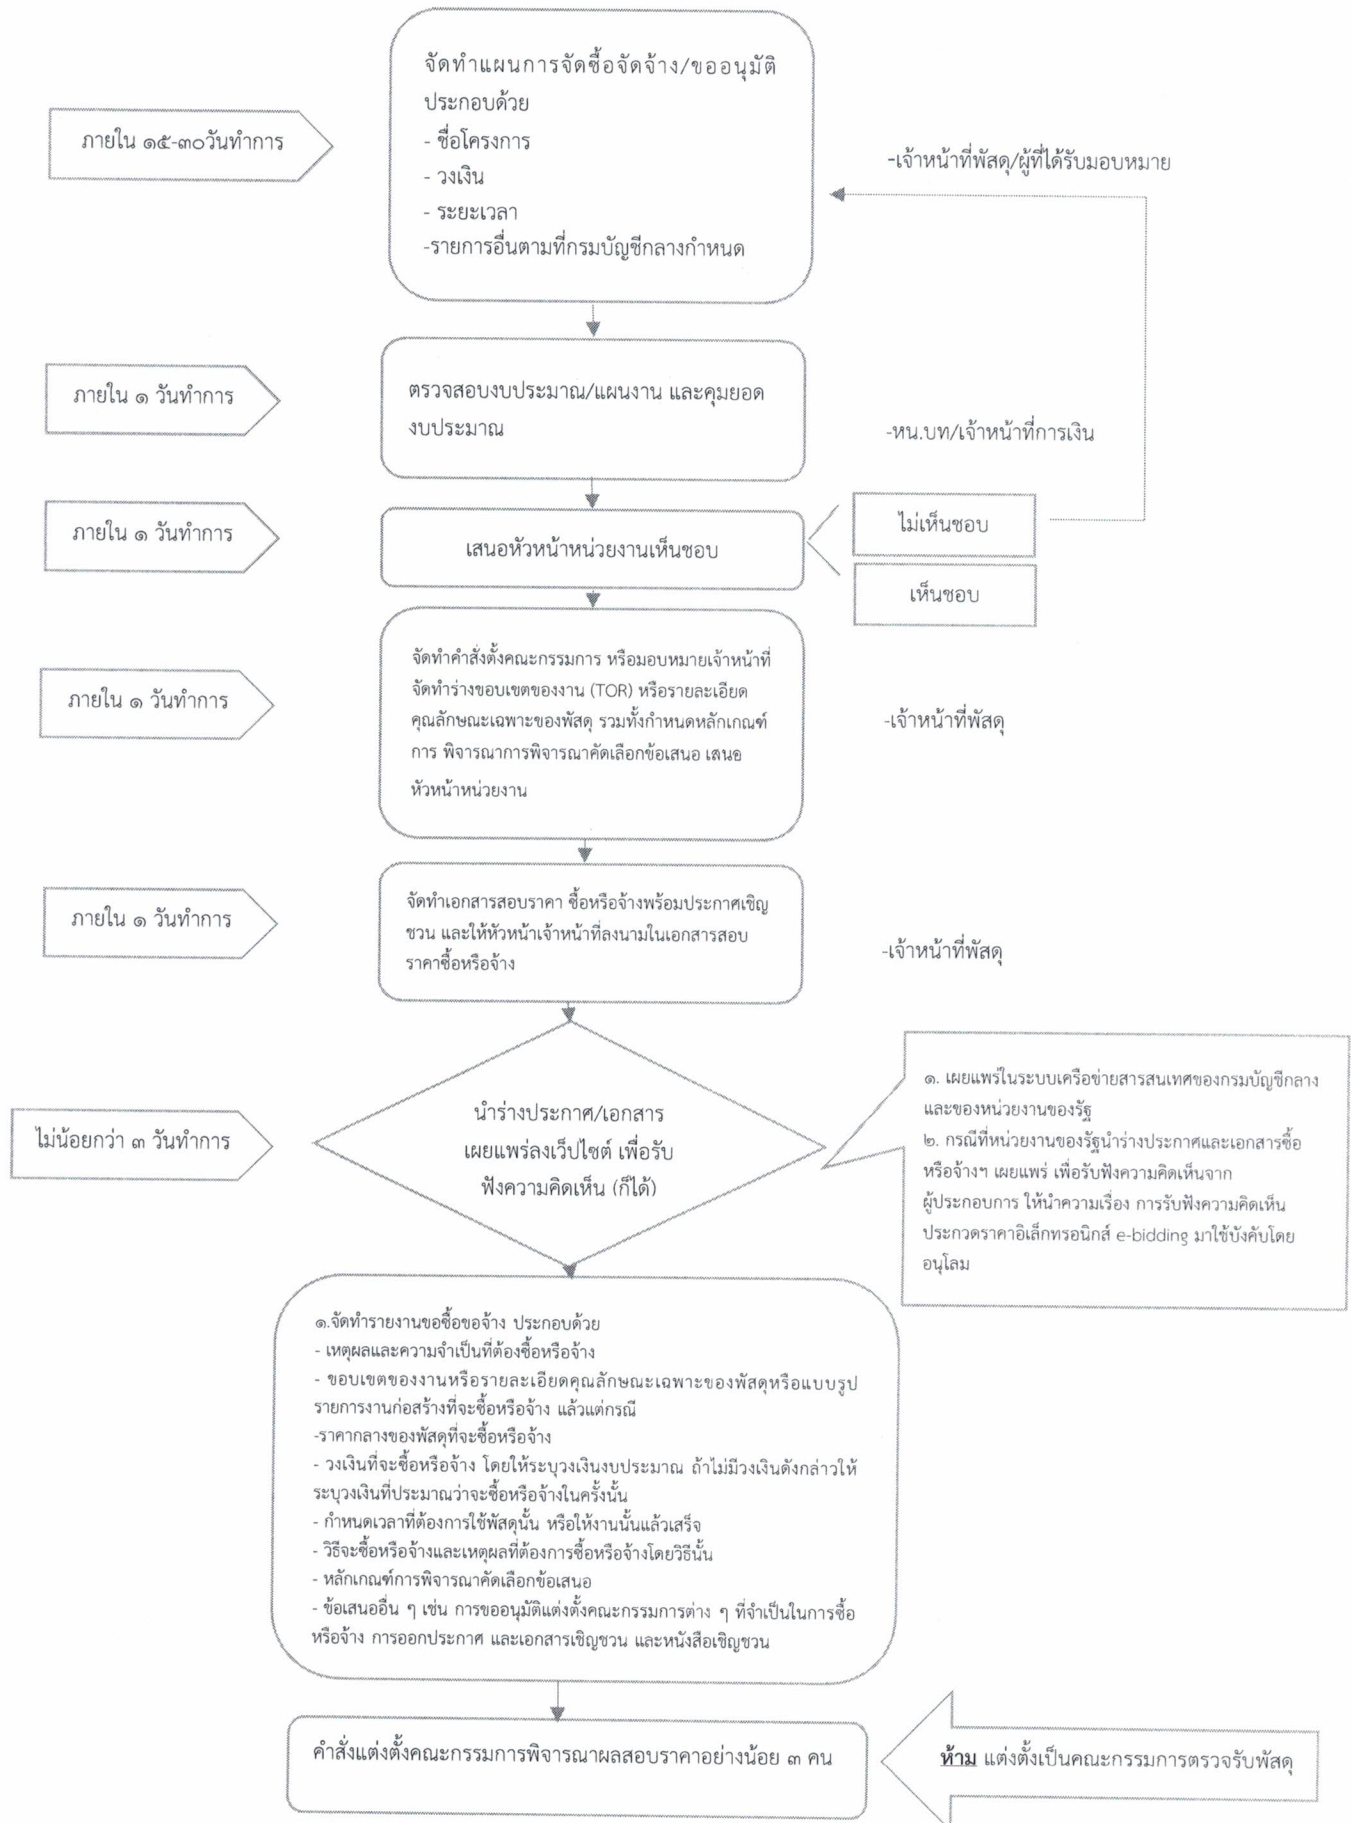 จัดทำแผนการจัดซื้อจัดจ้าง/ขออนุมัติ
ประกอบด้วย
- ชื่อโครงการ
- วงเงิน
- ระยะเวลา
-รายการอื่นตามที่กรมบัญชีกลางกำหนด
ภายใน ๑๕-๓๐วันทำการ
-เจ้าหน้าที่พัสดุ/ผู้ที่ได้รับมอบหมาย
ภายใน ๑ วันทำการ
ตรวจสอบงบประมาณ/แผนงาน และคุมยอด
งบประมาณ
-หน.บท/เจ้าหน้าที่การเงิน
ภายใน ๑ วันทำการ
เสนอหัวหน้าหน่วยงานเห็นชอบ
ไม่เห็นชอบ
เห็นชอบ
ภายใน ๑ วันทำการ
จัดทำคำสั่งตั้งคณะกรรมการ หรือมอบหมายเจ้าหน้าที่
จัดทำร่างขอบเขตของงาน (TOR) หรือรายละเอียด
คุณลักษณะเฉพาะของพัสดุ รวมทั้งกำหนดหลักเกณฑ์
การ พิจารณาการพิจารณาคัดเลือกข้อเสนอ เสนอ
หัวหน้าหน่วยงาน
-เจ้าหน้าที่พัสดุ
ภายใน ๑ วันทำการ
จัดทำเอกสารสอบราคา ซื้อหรือจ้างพร้อมประกาศเชิญ
ชวน และให้หัวหน้าเจ้าหน้าที่ลงนามในเอกสารสอบ
ราคาซื้อหรือจ้าง
-เจ้าหน้าที่พัสดุ
ไม่น้อยกว่า ๓ วันทำการ
นำร่างประกาศ/เอกสาร
เผยแพร่ลงเว็ปไซต์ เพื่อรับ
ฟังความคิดเห็น (ก็ได้)
๑. เผยแพร่ในระบบเครือข่ายสารสนเทศของกรมบัญชีกลาง
และของหน่วยงานของรัฐ
๒. กรณีที่หน่วยงานของรัฐนำร่างประกาศและเอกสารซื้อ
หรือจ้างฯ เผยแพร่ เพื่อรับฟังความคิดเห็นจาก
ผู้ประกอบการ ให้นำความเรื่อง การรับฟังความคิดเห็น
ประกวดราคาอิเล็กทรอนิกส์ e-bidding มาใช้บังคับโดย
อนุโลม
๑.จัดทำรายงานขอซื้อขอจ้าง ประกอบด้วย
- เหตุผลและความจำเป็นที่ต้องซื้อหรือจ้าง
- ขอบเขตของงานหรือรายละเอียดคุณลักษณะเฉพาะของพัสดุหรือแบบรูป
รายการงานก่อสร้างที่จะซื้อหรือจ้าง แล้วแต่กรณี
-ราคากลางของพัสดุที่จะซื้อหรือจ้าง
- วงเงินที่จะซื้อหรือจ้าง โดยให้ระบุวงเงินงบประมาณ ถ้าไม่มีวงเงินดังกล่าวให้
ระบุวงเงินที่ประมาณว่าจะซื้อหรือจ้างในครั้งนั้น
- กำหนดเวลาที่ต้องการใช้พัสดุนั้น หรือให้งานนั้นแล้วเสร็จ
- วิธีจะซื้อหรือจ้างและเหตุผลที่ต้องการซื้อหรือจ้างโดยวิธีนั้น
- หลักเกณฑ์การพิจารณาคัดเลือกข้อเสนอ
- ข้อเสนออื่น ๆ เช่น การขออนุมัติแต่งตั้งคณะกรรมการต่าง ๆ ที่จำเป็นในการซื้อ
หรือจ้าง การออกประกาศ และเอกสารเชิญชวน และหนังสือเชิญชวน
คำสั่งแต่งตั้งคณะกรรมการพิจารณาผลสอบราคาอย่างน้อย ๓ คน
ห้าม แต่งตั้งเป็นคณะกรรมการตรวจรับพัสดุ